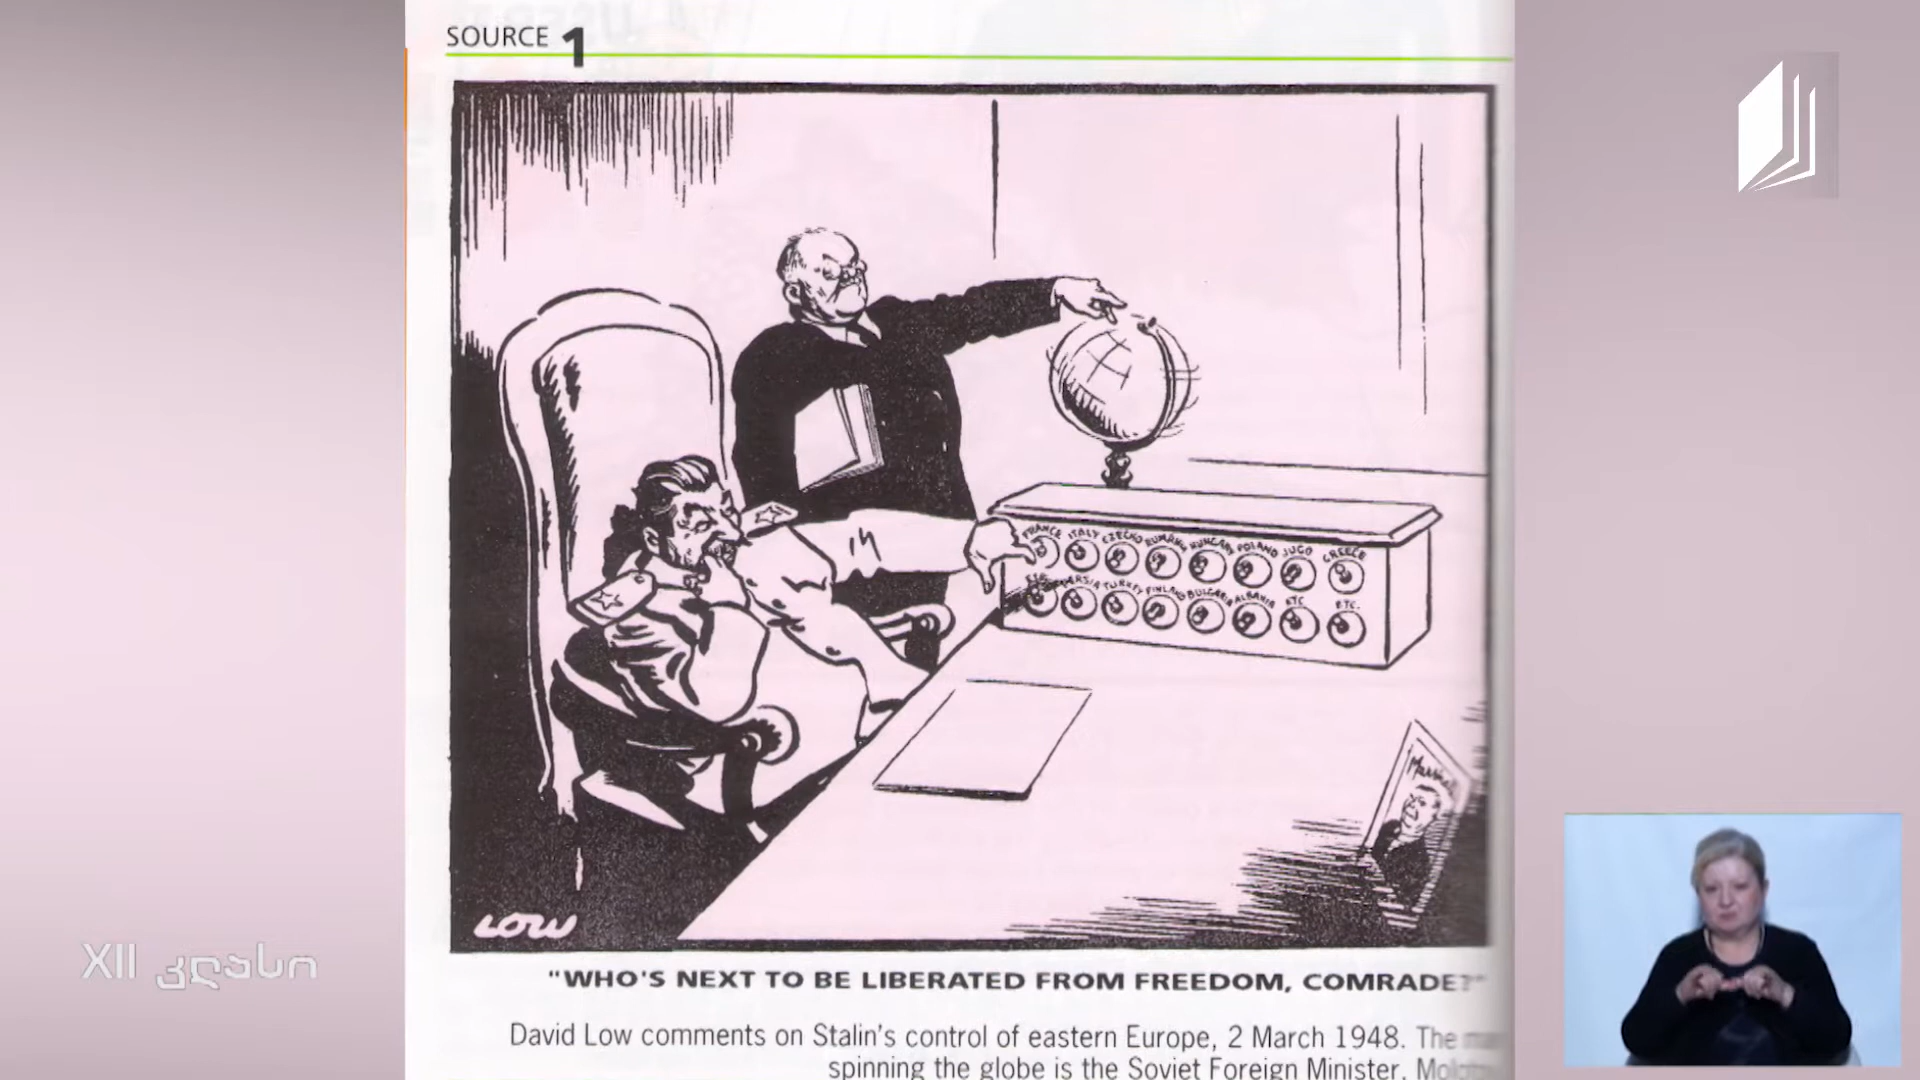 SOURCE 1
FRANCE ITALY CZECHO RUMANIA HUNGARY POLAND JUGO GREECE
PERSIA TURKEY FINLAND BULGARIA ALBANIA ETC. ETC.
Marshall
LOW
XII კლასი
"WHO'S NEXT TO BE LIBERATED FROM FREEDOM, COMRADE?"
David Low comments on Stalin's control of eastern Europe, 2 March 1948. The
spinning the globe is the Soviet Foreign Minister,